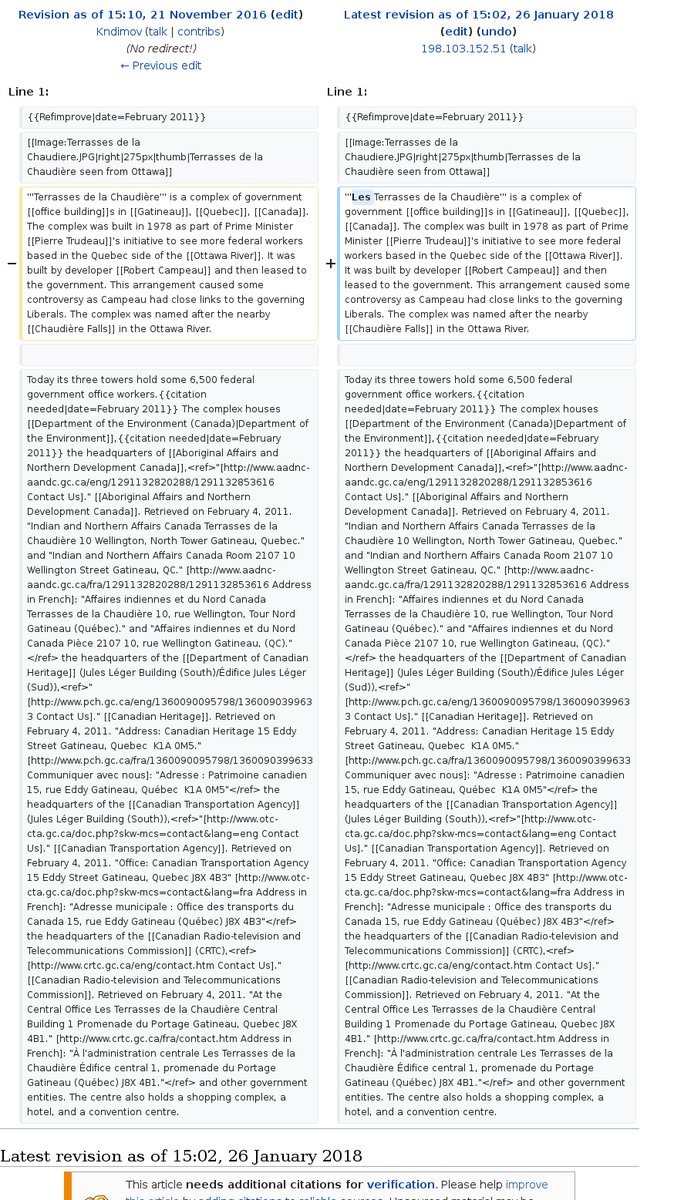 Revision as of 15:10, 21 November 2016 (edit)
Kndimov (talk | contribs)
(No redirect!)
← Previous edit
Latest revision as of 15:02, 26 January 2018
(edit) (undo)
198.103.152.51 (talk)
Line 1:
{{Refimprove|date=February 2011}}
[[Image:Terrasses de la
Chaudiere.JPG|right|275px|thumb|Terrasses de la
Chaudière seen from Ottawa]]
−
'''Terrasses de la Chaudière''' is a complex of government
[[office building]]s in [[Gatineau]], [[Quebec]], [[Canada]].
The complex was built in 1978 as part of Prime Minister
[[Pierre Trudeau]]'s initiative to see more federal workers
based in the Quebec side of the [[Ottawa River]]. It was
built by developer [[Robert Campeau]] and then leased to
the government. This arrangement caused some
controversy as Campeau had close links to the governing
Liberals. The complex was named after the nearby
[[Chaudière Falls]] in the Ottawa River.
Today its three towers hold some 6,500 federal
government office workers.{{citation
needed|date=February 2011}} The complex houses
[[Department of the Environment (Canada)|Department of
the Environment]],{{citation needed|date=February
2011}} the headquarters of [[Aboriginal Affairs and
Northern Development Canada]],<ref>"[http://www.aadnc-
aandc.gc.ca/eng/1291132820288/1291132853616
Contact Us]." [[Aboriginal Affairs and Northern
Development Canada]]. Retrieved on February 4, 2011.
"Indian and Northern Affairs Canada Terrasses de la
Chaudière 10 Wellington, North Tower Gatineau, Quebec."
and "Indian and Northern Affairs Canada Room 2107 10
Wellington Street Gatineau, QC." [http://www.aadnc-
aandc.gc.ca/fra/1291132820288/1291132853616 Address
in French]: "Affaires indiennes et du Nord Canada
Terrasses de la Chaudière 10, rue Wellington, Tour Nord
Gatineau (Québec)." and "Affaires indiennes et du Nord
Canada Pièce 2107 10, rue Wellington Gatineau, (QC)."
</ref> the headquarters of the [[Department of Canadian
Heritage]] (Jules Léger Building (South)/Édifice Jules Léger
(Sud)),<ref>"
[http://www.pch.gc.ca/eng/1360090095798/136009039963
3 Contact Us]." [[Canadian Heritage]]. Retrieved on
February 4, 2011. "Address: Canadian Heritage 15 Eddy
Street Gatineau, Quebec  K1A 0M5."
[http://www.pch.gc.ca/fra/1360090095798/1360090399633
Communiquer avec nous]: "Adresse : Patrimoine canadien
15, rue Eddy Gatineau, Québec  K1A 0M5"</ref> the
headquarters of the [[Canadian Transportation Agency]]
(Jules Léger Building (South)),<ref>"[http://www.otc-
cta.gc.ca/doc.php?skw-mcs=contact&lang=eng Contact
Us]." [[Canadian Transportation Agency]]. Retrieved on
February 4, 2011. "Office: Canadian Transportation Agency
15 Eddy Street Gatineau, Quebec J8X 4B3" [http://www.otc-
cta.gc.ca/doc.php?skw-mcs=contact&lang=fra Address in
French]: "Adresse municipale : Office des transports du
Canada 15, rue Eddy Gatineau (Québec) J8X 4B3"</ref>
the headquarters of the [[Canadian Radio-television and
Telecommunications Commission]] (CRTC),<ref>
[http://www.crtc.gc.ca/eng/contact.htm Contact Us]."
[[Canadian Radio-television and Telecommunications
Commission]]. Retrieved on February 4, 2011. "At the
Central Office Les Terrasses de la Chaudière Central
Building 1 Promenade du Portage Gatineau, Quebec J8X
4B1." [http://www.crtc.gc.ca/fra/contact.htm Address in
French]: "À l'administration centrale Les Terrasses de la
Chaudière Édifice central 1, promenade du Portage
Gatineau (Québec) J8X 4B1."</ref> and other government
entities. The centre also holds a shopping complex, a
hotel, and a convention centre.
Line 1:
{{Refimprove|date=February 2011}}
[[Image:Terrasses de la
Chaudiere.JPG|right|275px|thumb|Terrasses de la
Chaudière seen from Ottawa]]
+
'''Les Terrasses de la Chaudière''' is a complex of
government [[office building]]s in [[Gatineau]], [[Quebec]],
[[Canada]]. The complex was built in 1978 as part of Prime
Minister [[Pierre Trudeau]]'s initiative to see more federal
workers based in the Quebec side of the [[Ottawa River]].
It was built by developer [[Robert Campeau]] and then
leased to the government. This arrangement caused some
controversy as Campeau had close links to the governing
Liberals. The complex was named after the nearby
[[Chaudière Falls]] in the Ottawa River.
Today its three towers hold some 6,500 federal
government office workers.{{citation
needed|date=February 2011}} The complex houses
[[Department of the Environment (Canada)|Department of
the Environment]],{{citation needed|date=February
2011}} the headquarters of [[Aboriginal Affairs and
Northern Development Canada]],<ref>"[http://www.aadnc-
aandc.gc.ca/eng/1291132820288/1291132853616
Contact Us]." [[Aboriginal Affairs and Northern
Development Canada]]. Retrieved on February 4, 2011.
"Indian and Northern Affairs Canada Terrasses de la
Chaudière 10 Wellington, North Tower Gatineau, Quebec."
and "Indian and Northern Affairs Canada Room 2107 10
Wellington Street Gatineau, QC." [http://www.aadnc-
aandc.gc.ca/fra/1291132820288/1291132853616 Address
in French]: "Affaires indiennes et du Nord Canada
Terrasses de la Chaudière 10, rue Wellington, Tour Nord
Gatineau (Québec)." and "Affaires indiennes et du Nord
Canada Pièce 2107 10, rue Wellington Gatineau, (QC)."
</ref> the headquarters of the [[Department of Canadian
Heritage]] (Jules Léger Building (South)/Édifice Jules Léger
(Sud)),<ref>"
[http://www.pch.gc.ca/eng/1360090095798/136009039963
3 Contact Us]." [[Canadian Heritage]]. Retrieved on
February 4, 2011. "Address: Canadian Heritage 15 Eddy
Street Gatineau, Quebec  K1A 0M5."
[http://www.pch.gc.ca/fra/1360090095798/1360090399633
Communiquer avec nous]: "Adresse : Patrimoine canadien
15, rue Eddy Gatineau, Québec  K1A 0M5"</ref> the
headquarters of the [[Canadian Transportation Agency]]
(Jules Léger Building (South)),<ref>"[http://www.otc-
cta.gc.ca/doc.php?skw-mcs=contact&lang=eng Contact
Us]." [[Canadian Transportation Agency]]. Retrieved on
February 4, 2011. "Office: Canadian Transportation Agency
15 Eddy Street Gatineau, Quebec J8X 4B3" [http://www.otc-
cta.gc.ca/doc.php?skw-mcs=contact&lang=fra Address in
French]: "Adresse municipale : Office des transports du
Canada 15, rue Eddy Gatineau (Québec) J8X 4B3"</ref>
the headquarters of the [[Canadian Radio-television and
Telecommunications Commission]] (CRTC),<ref>
[http://www.crtc.gc.ca/eng/contact.htm Contact Us]."
[[Canadian Radio-television and Telecommunications
Commission]]. Retrieved on February 4, 2011. "At the
Central Office Les Terrasses de la Chaudière Central
Building 1 Promenade du Portage Gatineau, Quebec J8X
4B1." [http://www.crtc.gc.ca/fra/contact.htm Address in
French]: "À l'administration centrale Les Terrasses de la
Chaudière Édifice central 1, promenade du Portage
Gatineau (Québec) J8X 4B1."</ref> and other government
entities. The centre also holds a shopping complex, a
hotel, and a convention centre.
Latest revision as of 15:02, 26 January 2018
This article needs additional citations for verification. Please help improve